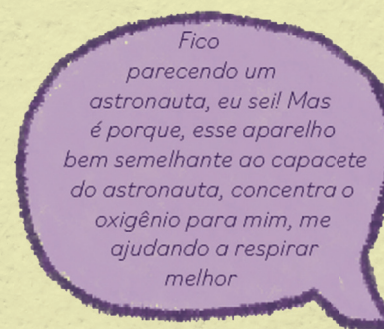 Fico
parecendo um
astronauta, eu sei! Mas
é porque, esse aparelho
bem semelhante ao capacete
do astronauta, concentra o
oxigênio para mim, me
ajudando a respirar
melhor